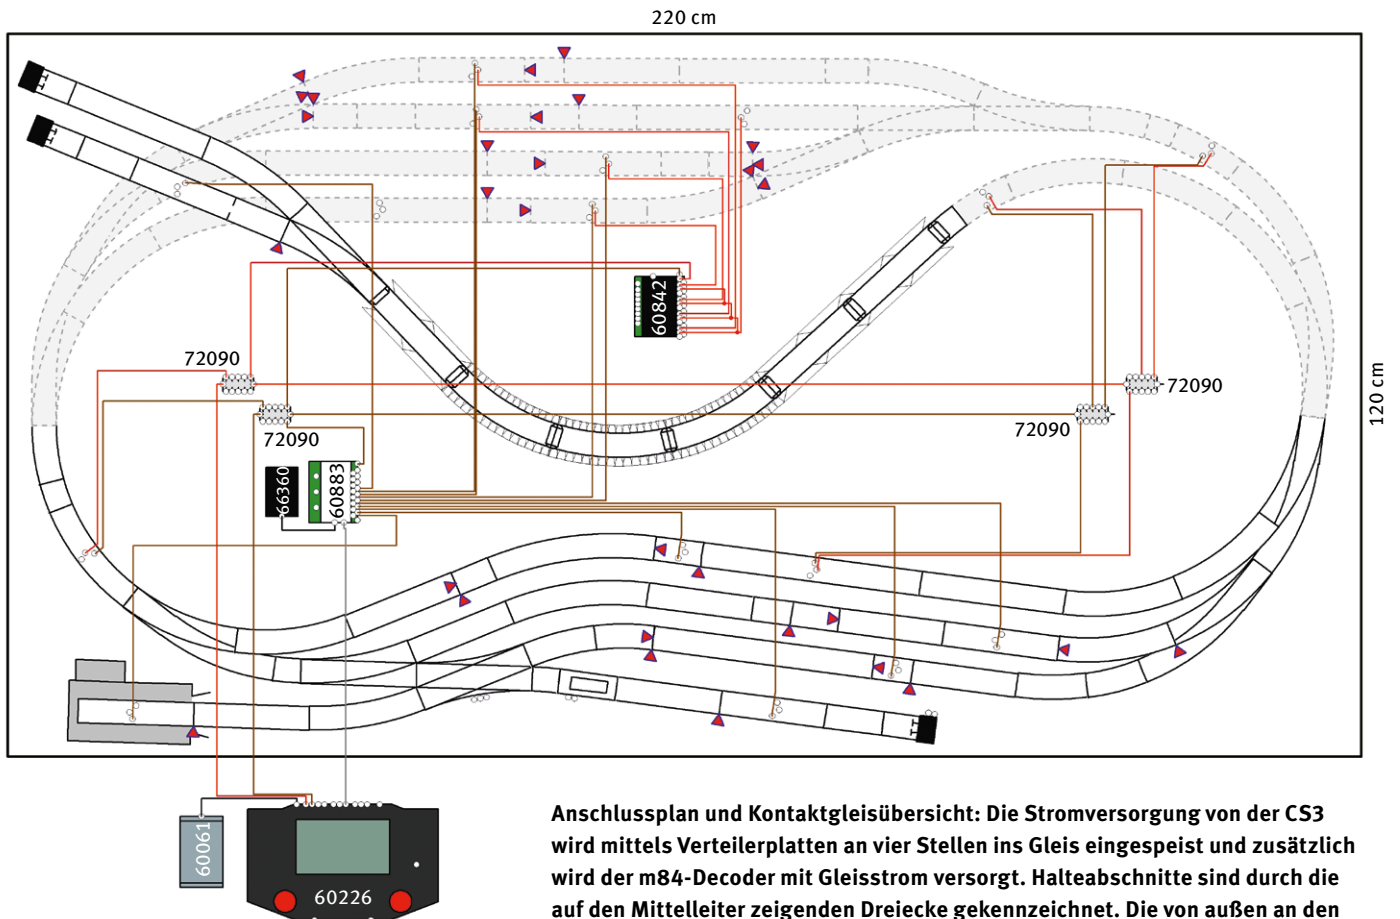 220 cm
60842
72090
72090
120 cm
72090
72090
66360
60883
60061
60226
Anschlussplan und Kontaktgleisübersicht: Die Stromversorgung von der CS3
wird mittels Verteilerplatten an vier Stellen ins Gleis eingespeist und zusätzlich
wird der m84-Decoder mit Gleisstrom versorgt. Halteabschnitte sind durch die
auf den Mittelleiter zeigenden Dreiecke gekennzeichnet. Die von außen an den